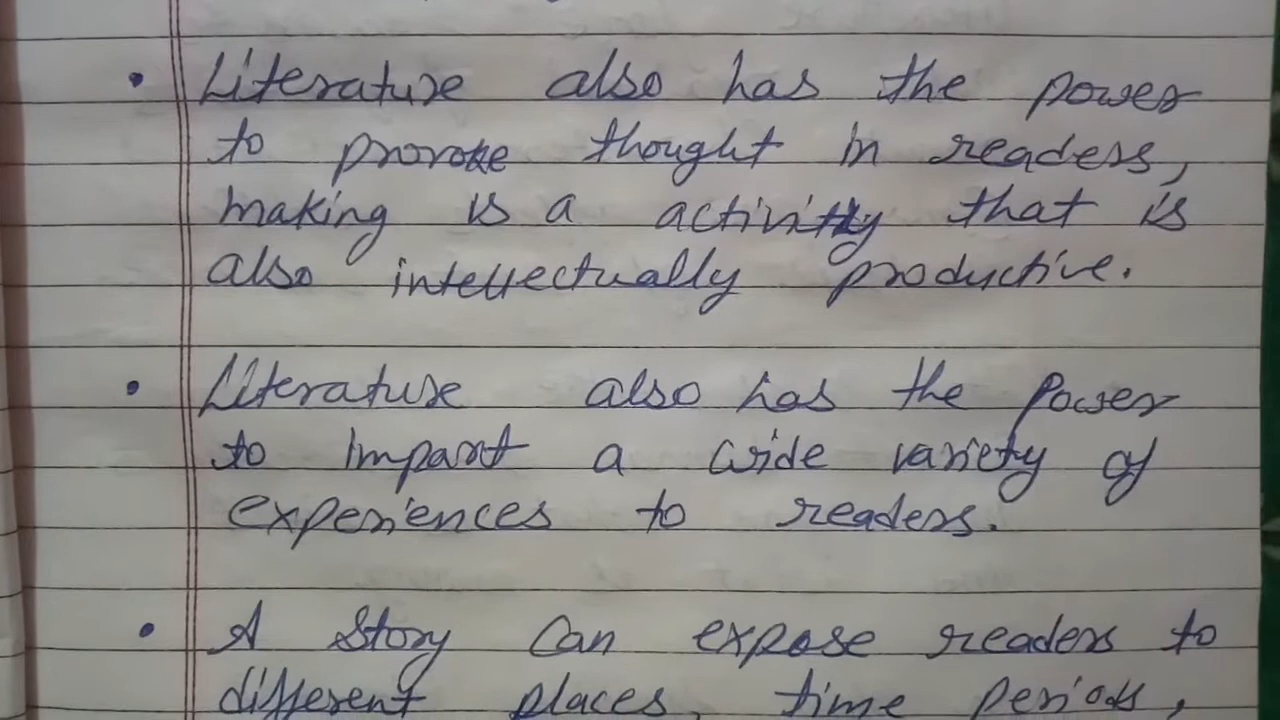 • Literature also has the power
to provoke thought in readers,
making is a activity that is
also intellectually productive.
• Literature also has the power
to impart a wide variety of
experiences to readers.
• A Story Can expose readers to
different places, time periods,